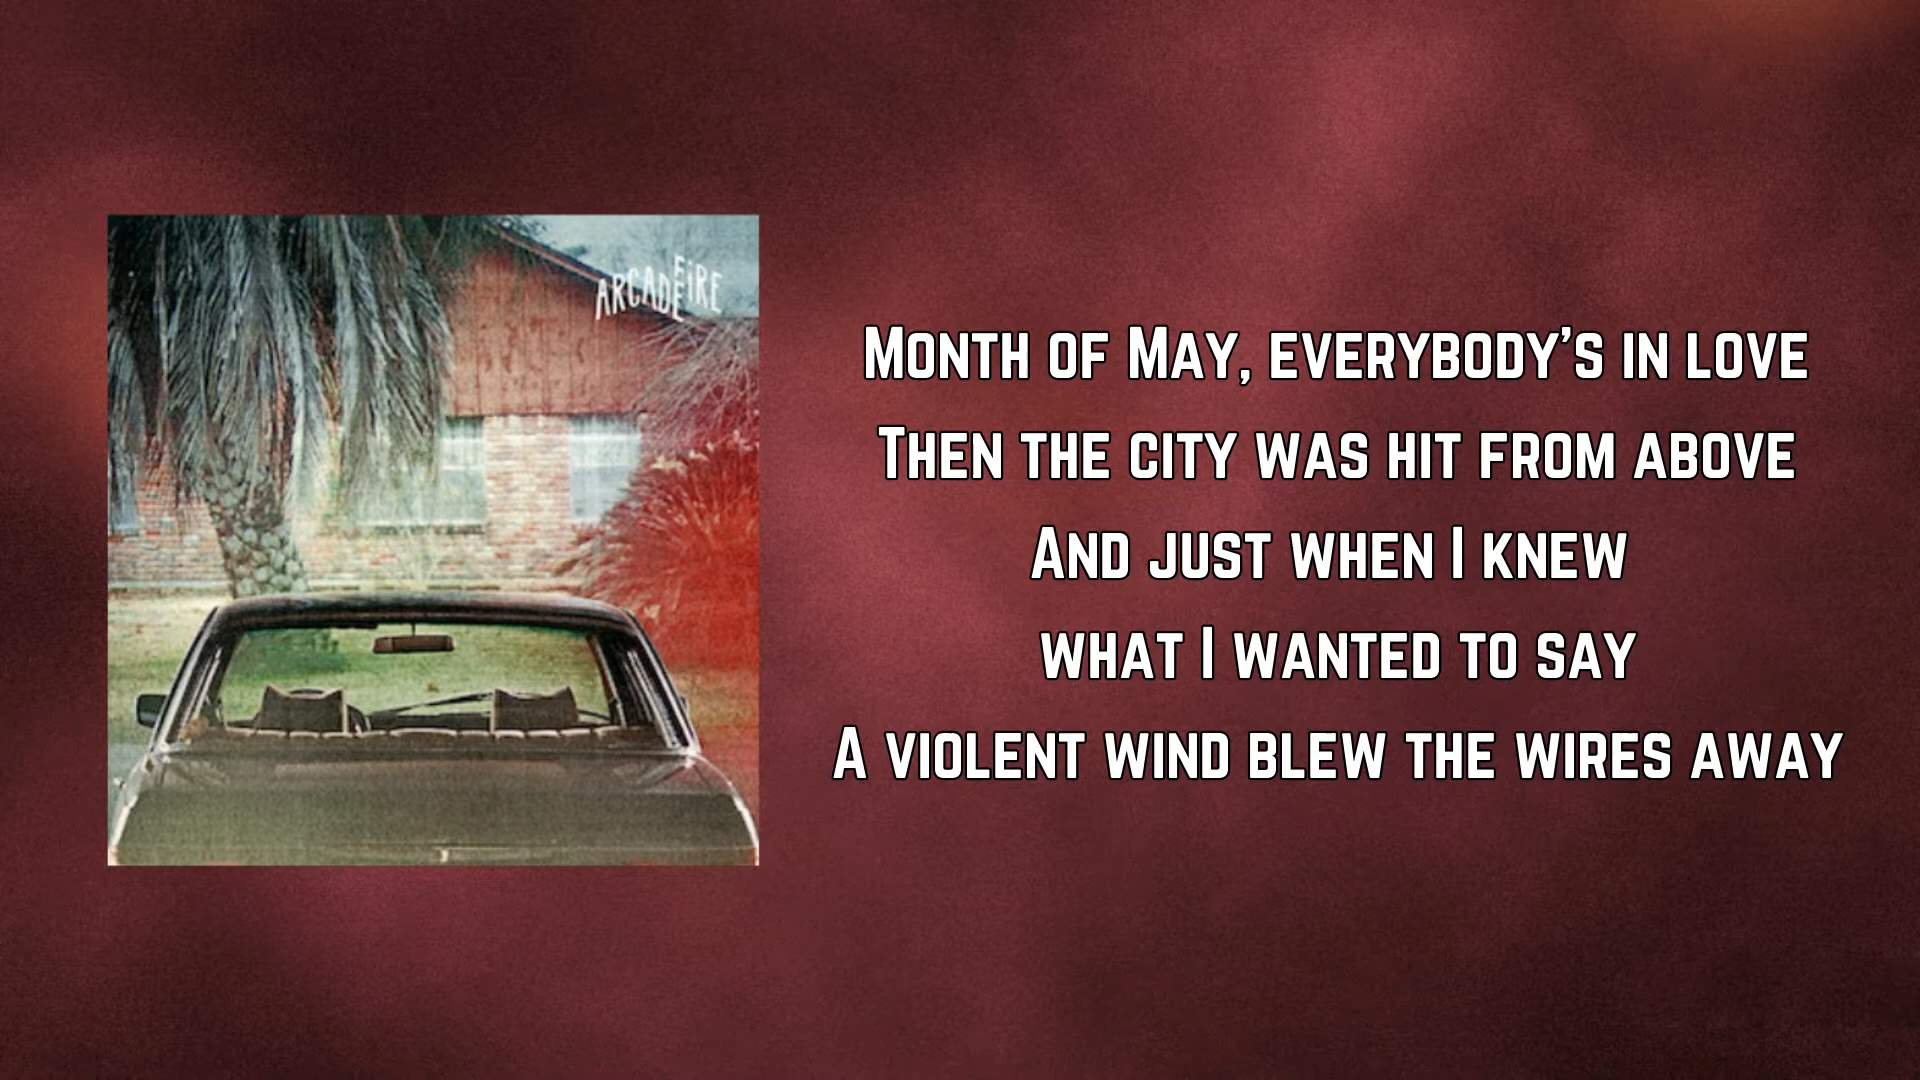 ARCADE FIRE
Month of May, everybody's in love
Then the city was hit from above
And just when I knew
what I wanted to say
A violent wind blew the wires away